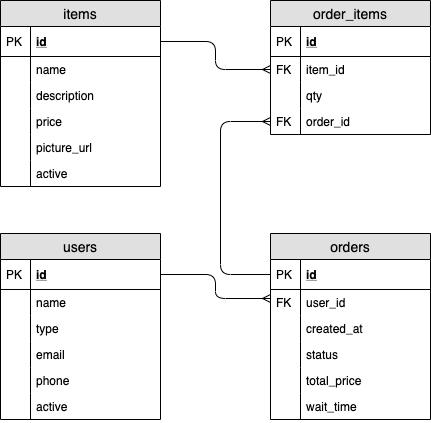 items
PK id
name
description
price
picture_url
active
order_items
PK id
FK item_id
qty
FK order_id
users
PK id
name
type
email
phone
active
orders
PK id
FK user_id
created_at
status
total_price
wait_time